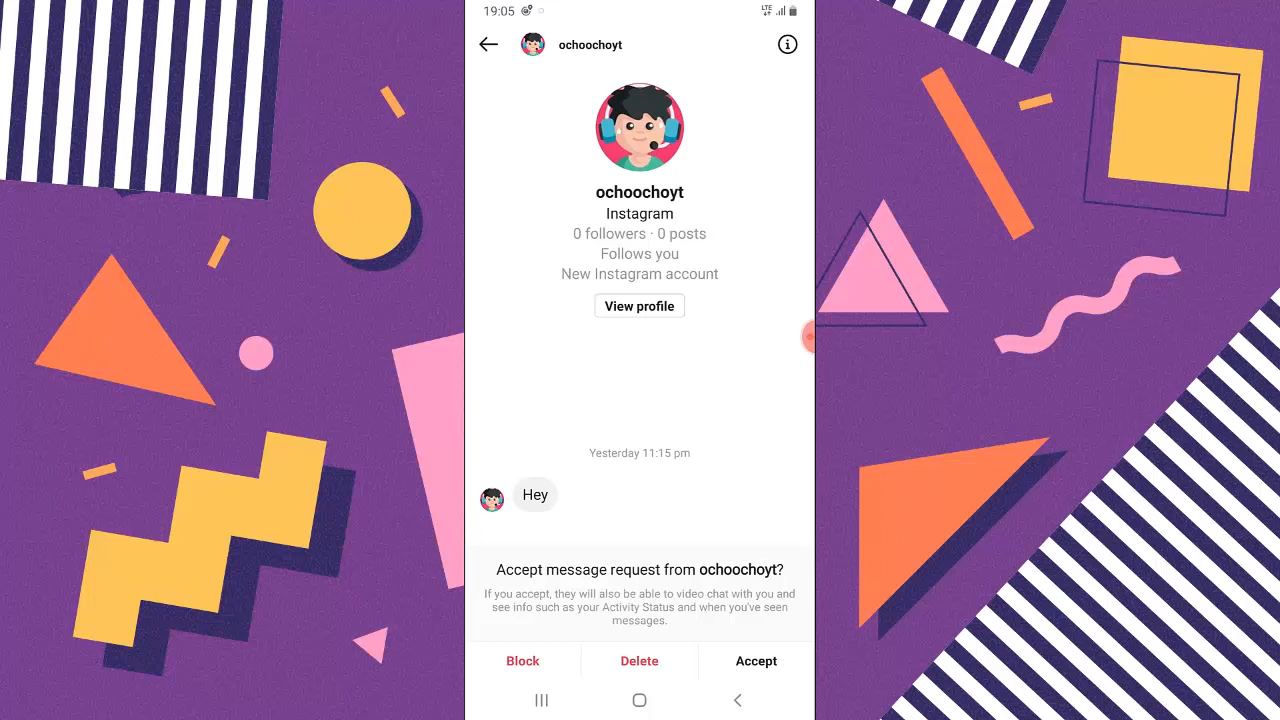 19:05
LTE
ochoochoyt
ochoochoyt
Instagram
0 followers · 0 posts
Follows you
New Instagram account
View profile
Yesterday 11:15 pm
Hey
Accept message request from ochoochoyt?
If you accept, they will also be able to video chat with you and
see info such as your Activity Status and when you've seen
messages.
Block Delete Accept